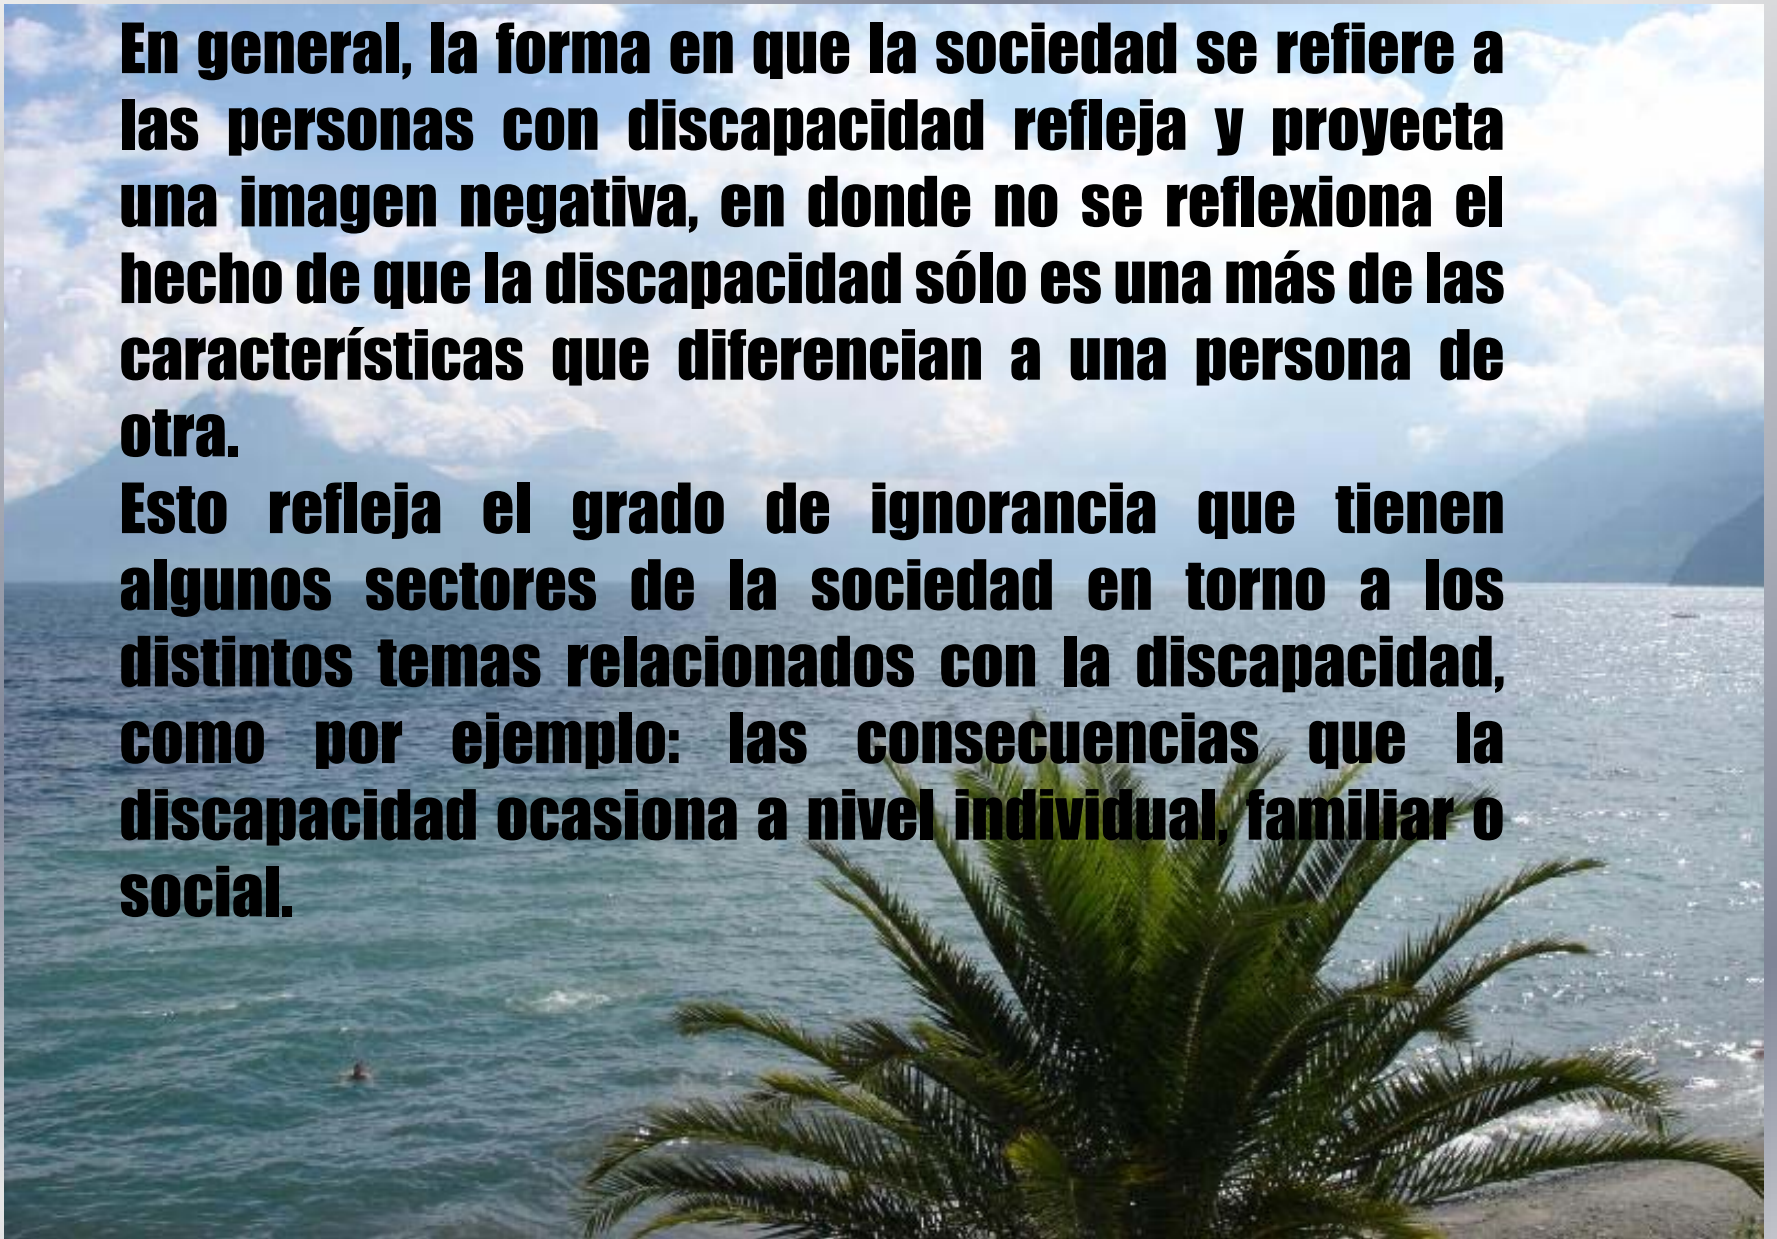 En general, la forma en que la sociedad se refiere a
las personas con discapacidad refleja y proyecta
una imagen negativa, en donde no se reflexiona el
hecho de que la discapacidad sólo es una más de las
características que diferencian a una persona de
otra.
Esto refleja el grado de ignorancia que tienen
algunos sectores de la sociedad en torno a los
distintos temas relacionados con la discapacidad,
como por ejemplo: las consecuencias que la
discapacidad ocasiona a nivel individual, familiar o
social.